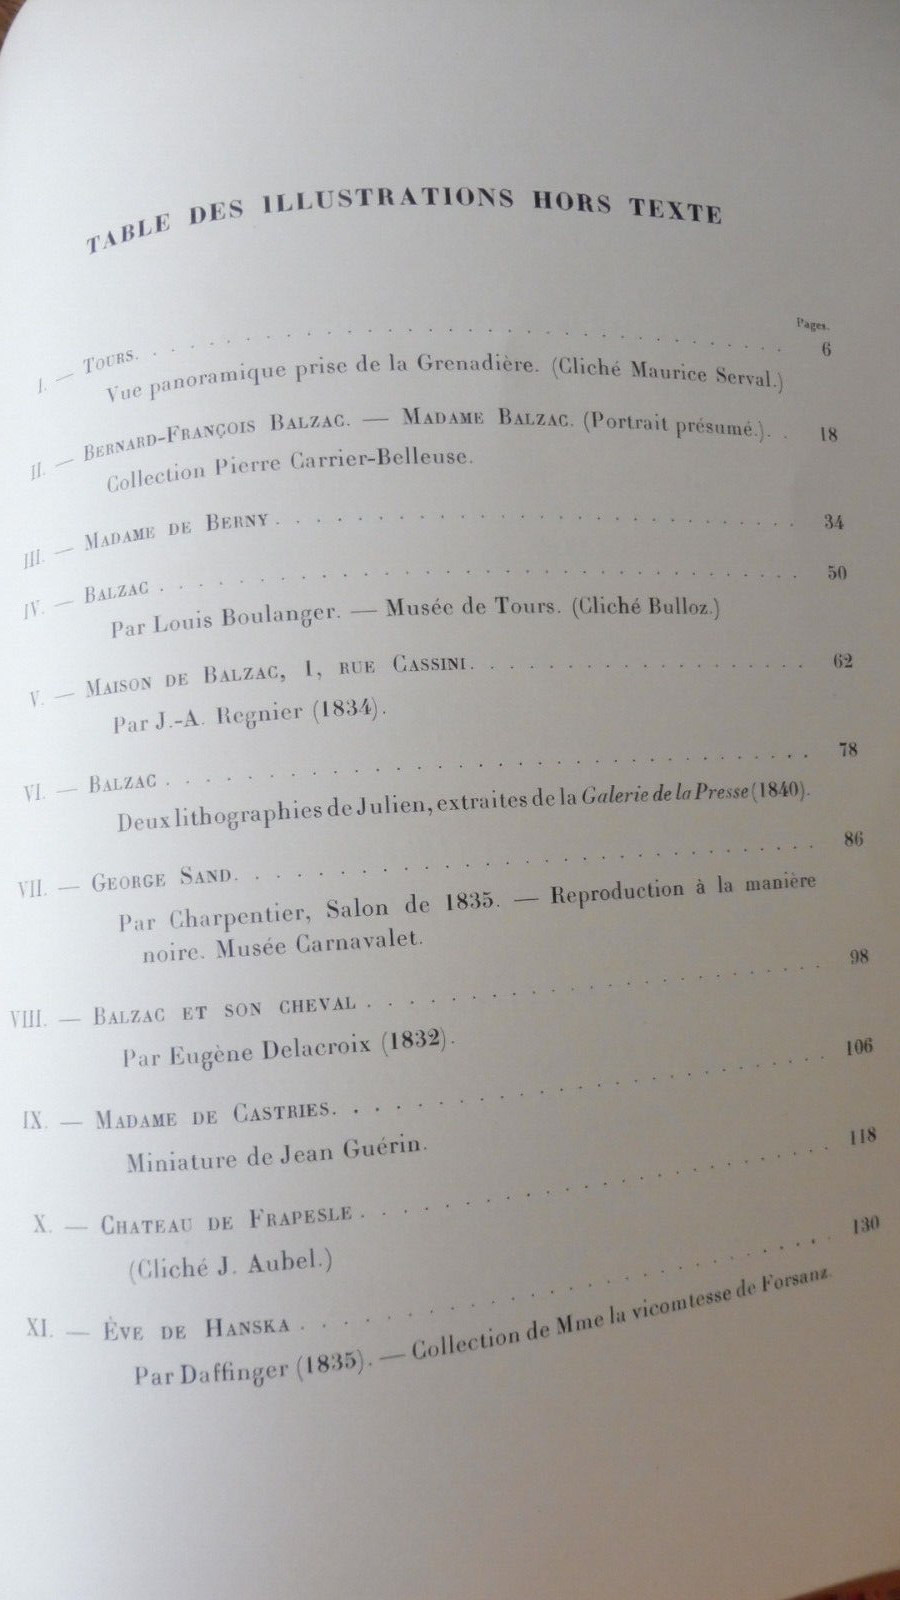 TABLE DES ILLUSTRATIONS HORS TEXTE
Pages.
I. — TOURS. . . . . . . . . . . . . . . . . . . . . . . . . . 6
Vue panoramique prise de la Grenadière. (Cliché Maurice Serval.)
II. — BERNARD-FRANÇOIS BALZAC. — MADAME BALZAC. (Portrait présumé.). . 18
Collection Pierre Carrier-Belleuse.
III. — MADAME DE BERNY . . . . . . . . . . . . . . . . . . . . 34
IV. — BALZAC . . . . . . . . . . . . . . . . . . . . . . . . . 50
Par Louis Boulanger. — Musée de Tours. (Cliché Bulloz.)
V. — MAISON DE BALZAC, 1, RUE CASSINI. . . . . . . . . . . . . 62
Par J.-A. Regnier (1834).
VI. — BALZAC . . . . . . . . . . . . . . . . . . . . . . . . . 78
Deux lithographies de Julien, extraites de la Galerie de la Presse (1840).
VII. — GEORGE SAND. . . . . . . . . . . . . . . . . . . . . . . 86
Par Charpentier, Salon de 1835. — Reproduction à la manière
noire. Musée Carnavalet.
VIII. — BALZAC ET SON CHEVAL . . . . . . . . . . . . . . . . . 98
Par Eugène Delacroix (1832).
IX. — MADAME DE CASTRIES. . . . . . . . . . . . . . . . . . . 106
Miniature de Jean Guérin.
X. — CHATEAU DE FRAPESLE . . . . . . . . . . . . . . . . . . 118
(Cliché J. Aubel.)
XI. — ÈVE DE HANSKA . . . . . . . . . . . . . . . . . . . . . 130
Par Daffinger (1835). — Collection de Mme la vicomtesse de Forsanz.